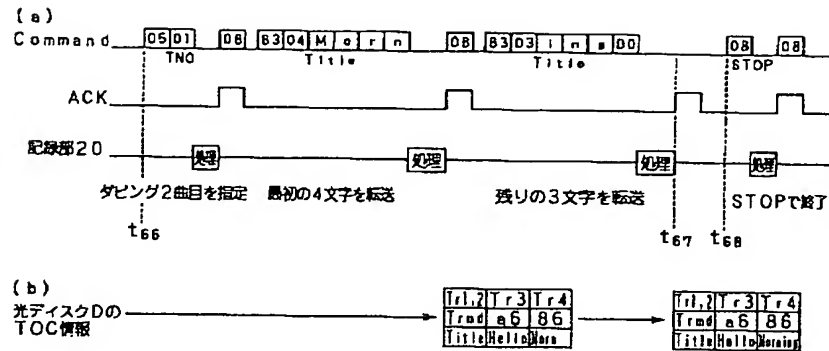 (a)
Command 05 01 08 83 04 M o r n 08 83 03 i n g 00 08 08
TNO Title Title STOP
ACK
記録部20 処理 処理 処理 処理
ダビング2曲目を指定 最初の4文字を転送 残りの3文字を転送 STOPで終了
t66 t67 t68
(b)
光ディスクDの
TOC情報
Tr1,2 Tr3 Tr4
Trmd a6 86
Title Hello Morn
Tr1,2 Tr3 Tr4
Trmd a6 86
Title Hello Morning